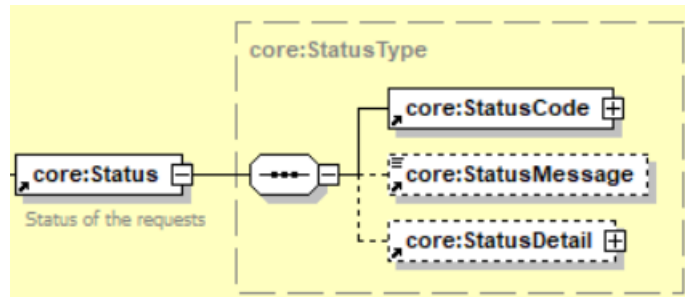 core:StatusType
core:StatusCode
core:Status
core:StatusMessage
Status of the requests
core:StatusDetail